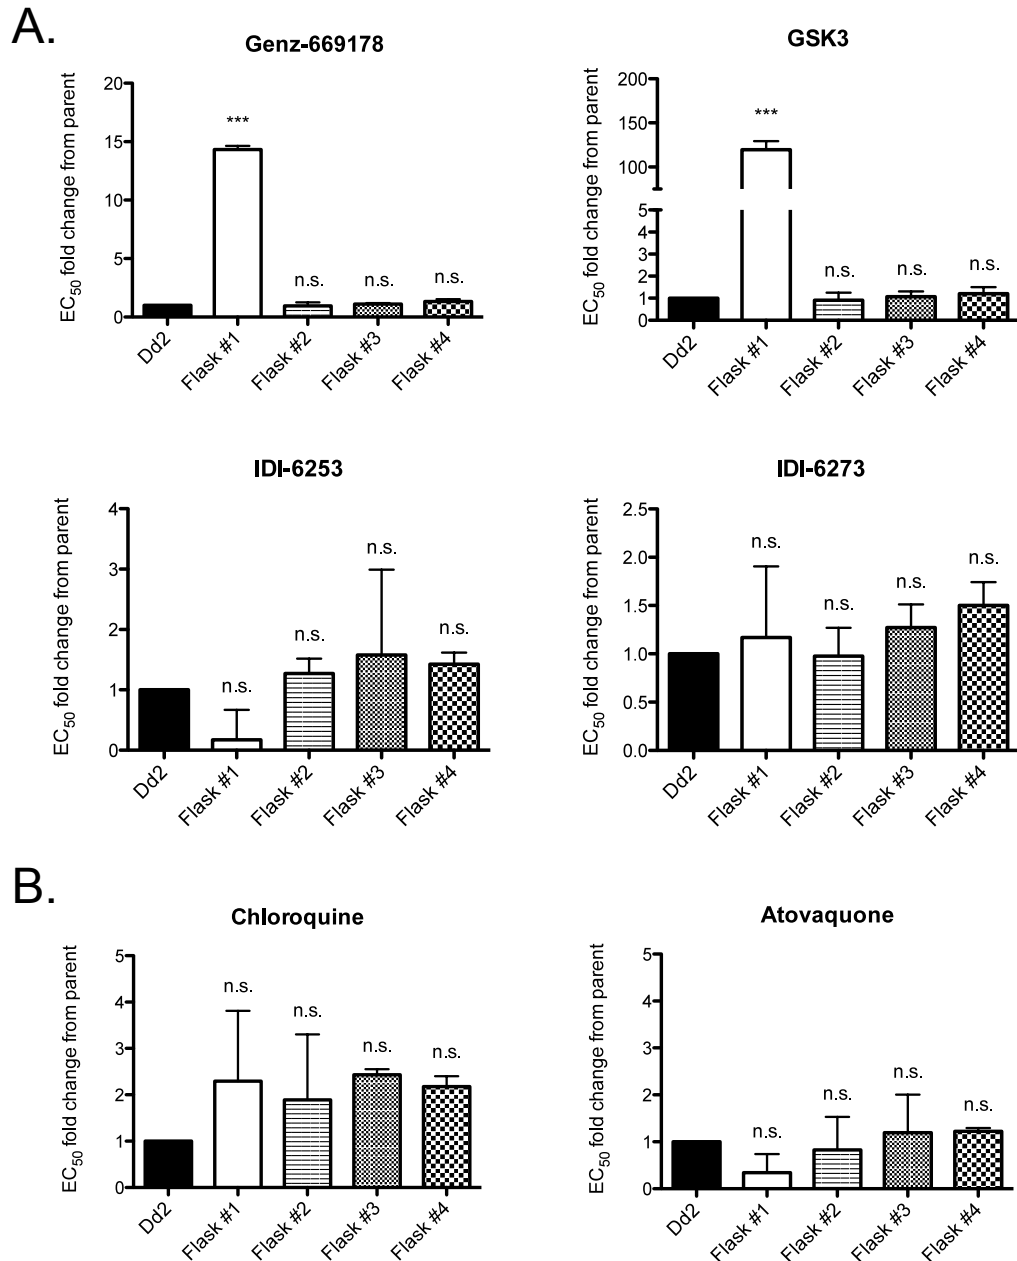 A.
Genz-669178
EC50 fold change from parent
20
15
10
5
0
***
n.s.
n.s.
n.s.
Dd2
Flask #1
Flask #2
Flask #3
Flask #4
GSK3
EC50 fold change from parent
200
150
100
5
4
3
2
1
0
***
n.s.
n.s.
n.s.
Dd2
Flask #1
Flask #2
Flask #3
Flask #4
IDI-6253
EC50 fold change from parent
4
3
2
1
0
n.s.
n.s.
n.s.
n.s.
Dd2
Flask #1
Flask #2
Flask #3
Flask #4
IDI-6273
EC50 fold change from parent
2.5
2.0
1.5
1.0
0.5
0.0
n.s.
n.s.
n.s.
n.s.
Dd2
Flask #1
Flask #2
Flask #3
Flask #4
B.
Chloroquine
EC50 fold change from parent
5
4
3
2
1
0
n.s.
n.s.
n.s.
n.s.
Dd2
Flask #1
Flask #2
Flask #3
Flask #4
Atovaquone
EC50 fold change from parent
5
4
3
2
1
0
n.s.
n.s.
n.s.
n.s.
Dd2
Flask #1
Flask #2
Flask #3
Flask #4